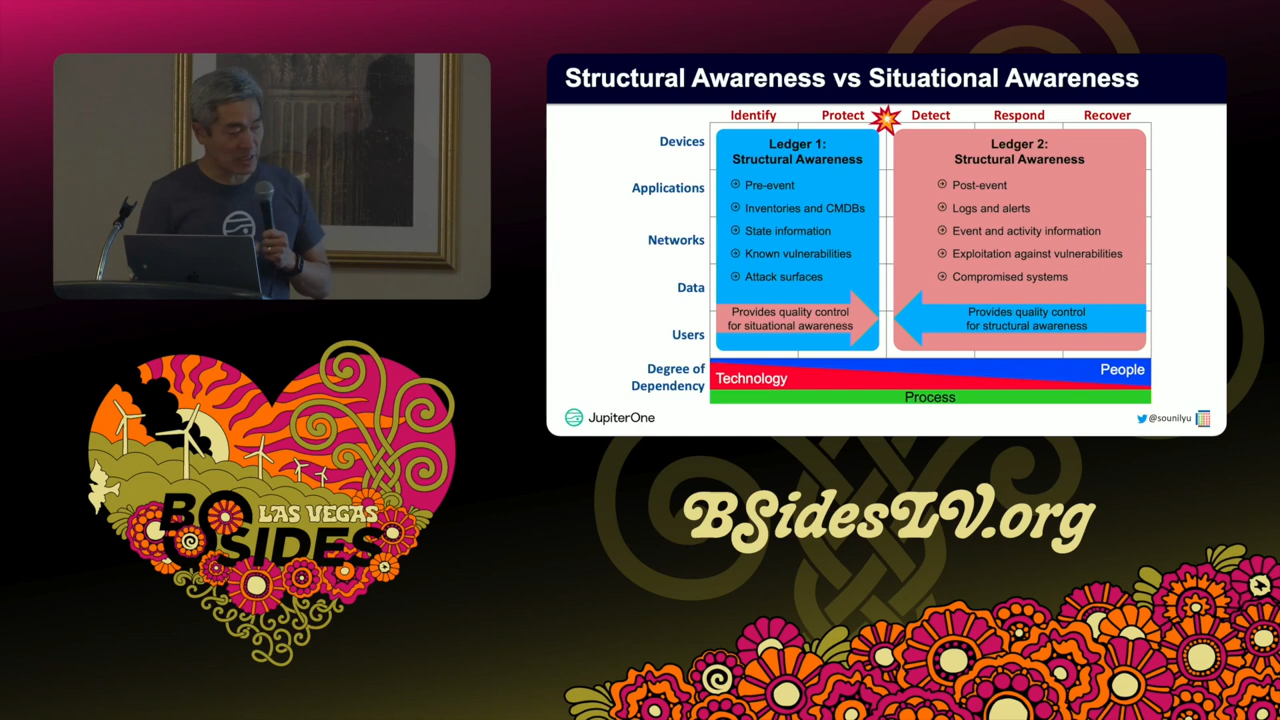 Structural Awareness vs Situational Awareness
Identify
Protect
Detect
Respond
Recover
Devices
Applications
Networks
Data
Users
Degree of
Dependency
Ledger 1:
Structural Awareness
Pre-event
Inventories and CMDBs
State information
Known vulnerabilities
Attack surfaces
Provides quality control
for situational awareness
Ledger 2:
Structural Awareness
Post-event
Logs and alerts
Event and activity information
Exploitation against vulnerabilities
Compromised systems
Provides quality control
for structural awareness
Technology
People
Process
JupiterOne
@sounilyu
BSidesLV.org
LAS VEGAS
BSIDES
23